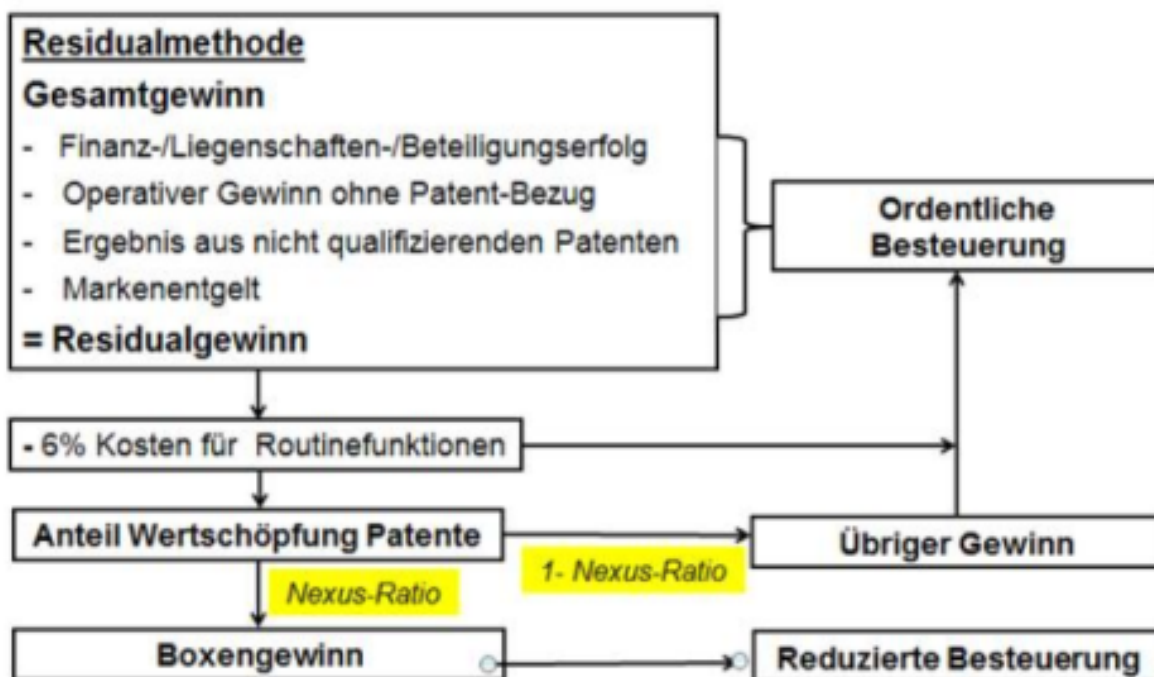 Residualmethode
Gesamtgewinn
- Finanz-/Liegenschaften-/Beteiligungserfolg
- Operativer Gewinn ohne Patent-Bezug
- Ergebnis aus nicht qualifizierenden Patenten
- Markenentgelt
= Residualgewinn
Ordentliche
Besteuerung
- 6% Kosten für Routinefunktionen
Anteil Wertschöpfung Patente
1- Nexus-Ratio
Übriger Gewinn
Nexus-Ratio
Boxengewinn
Reduzierte Besteuerung